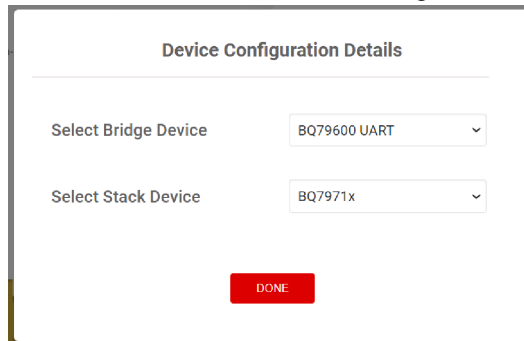 Device Configuration Details
Select Bridge Device
BQ79600 UART
Select Stack Device
BQ7971x
DONE